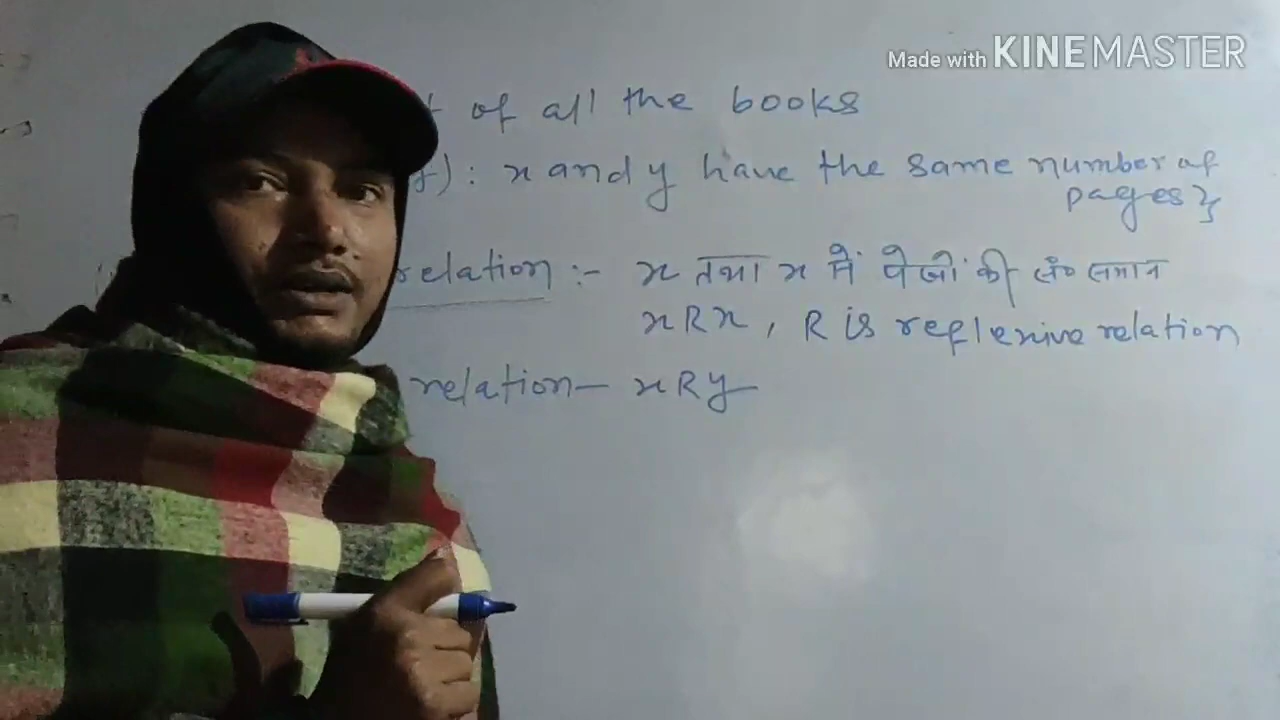 Made with KINEMASTER
of all the books
): x and y have the same number of
pages}
relation :- x तथा x में पेजों की सं० समान
xRx, R is reflexive relation
relation - xRy